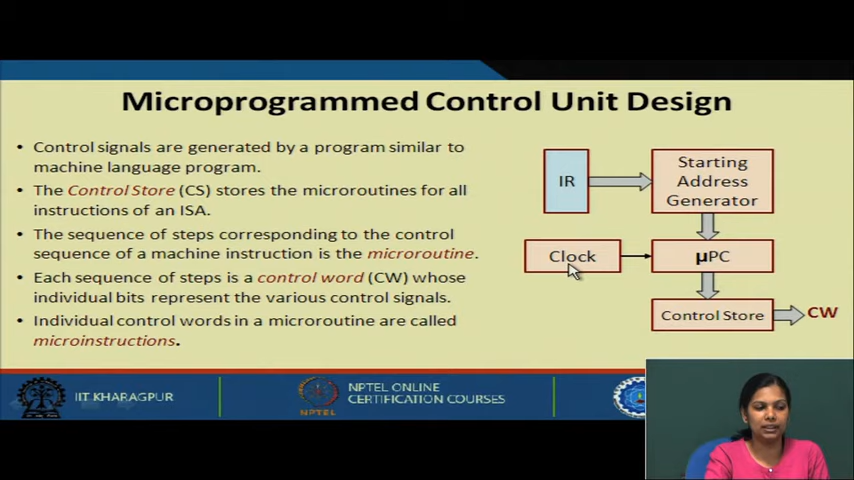 Microprogrammed Control Unit Design
• Control signals are generated by a program similar to
machine language program.
• The Control Store (CS) stores the microroutines for all
instructions of an ISA.
• The sequence of steps corresponding to the control
sequence of a machine instruction is the microroutine.
• Each sequence of steps is a control word (CW) whose
individual bits represent the various control signals.
• Individual control words in a microroutine are called
microinstructions.
IR
Starting
Address
Generator
Clock
µPC
Control Store
CW
IIT KHARAGPUR
NPTEL
NPTEL ONLINE
CERTIFICATION COURSES